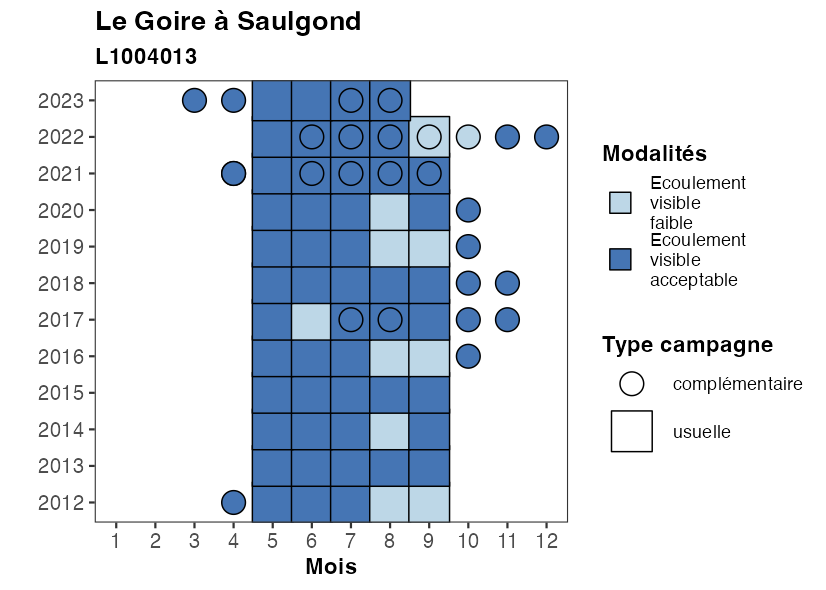 Le Goire à Saulgond
L1004013
2023
2022
2021
2020
2019
2018
2017
2016
2015
2014
2013
2012
1 2 3 4 5 6 7 8 9 10 11 12
Mois
Modalités
Ecoulement
visible
faible
Ecoulement
visible
acceptable
Type campagne
complémentaire
usuelle